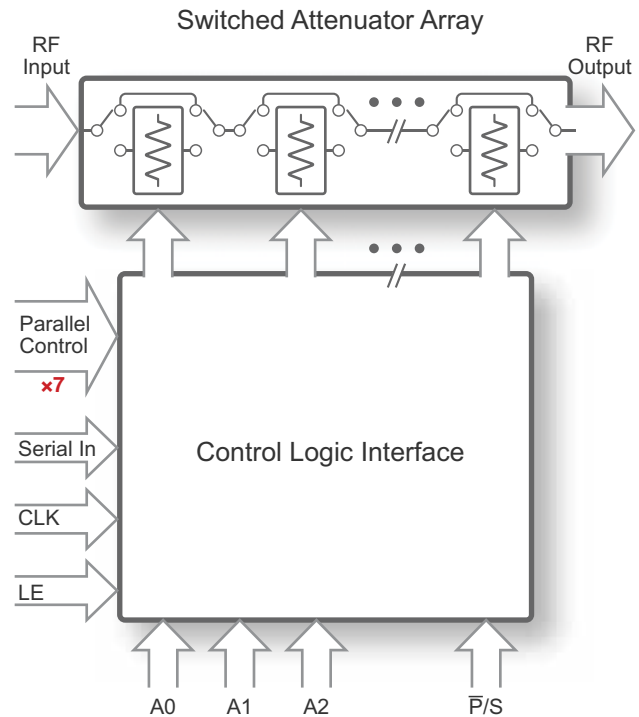 Switched Attenuator Array
RF
Input
RF
Output
Parallel
Control
×7
Serial In
CLK
LE
Control Logic Interface
A0
A1
A2
P̅/S